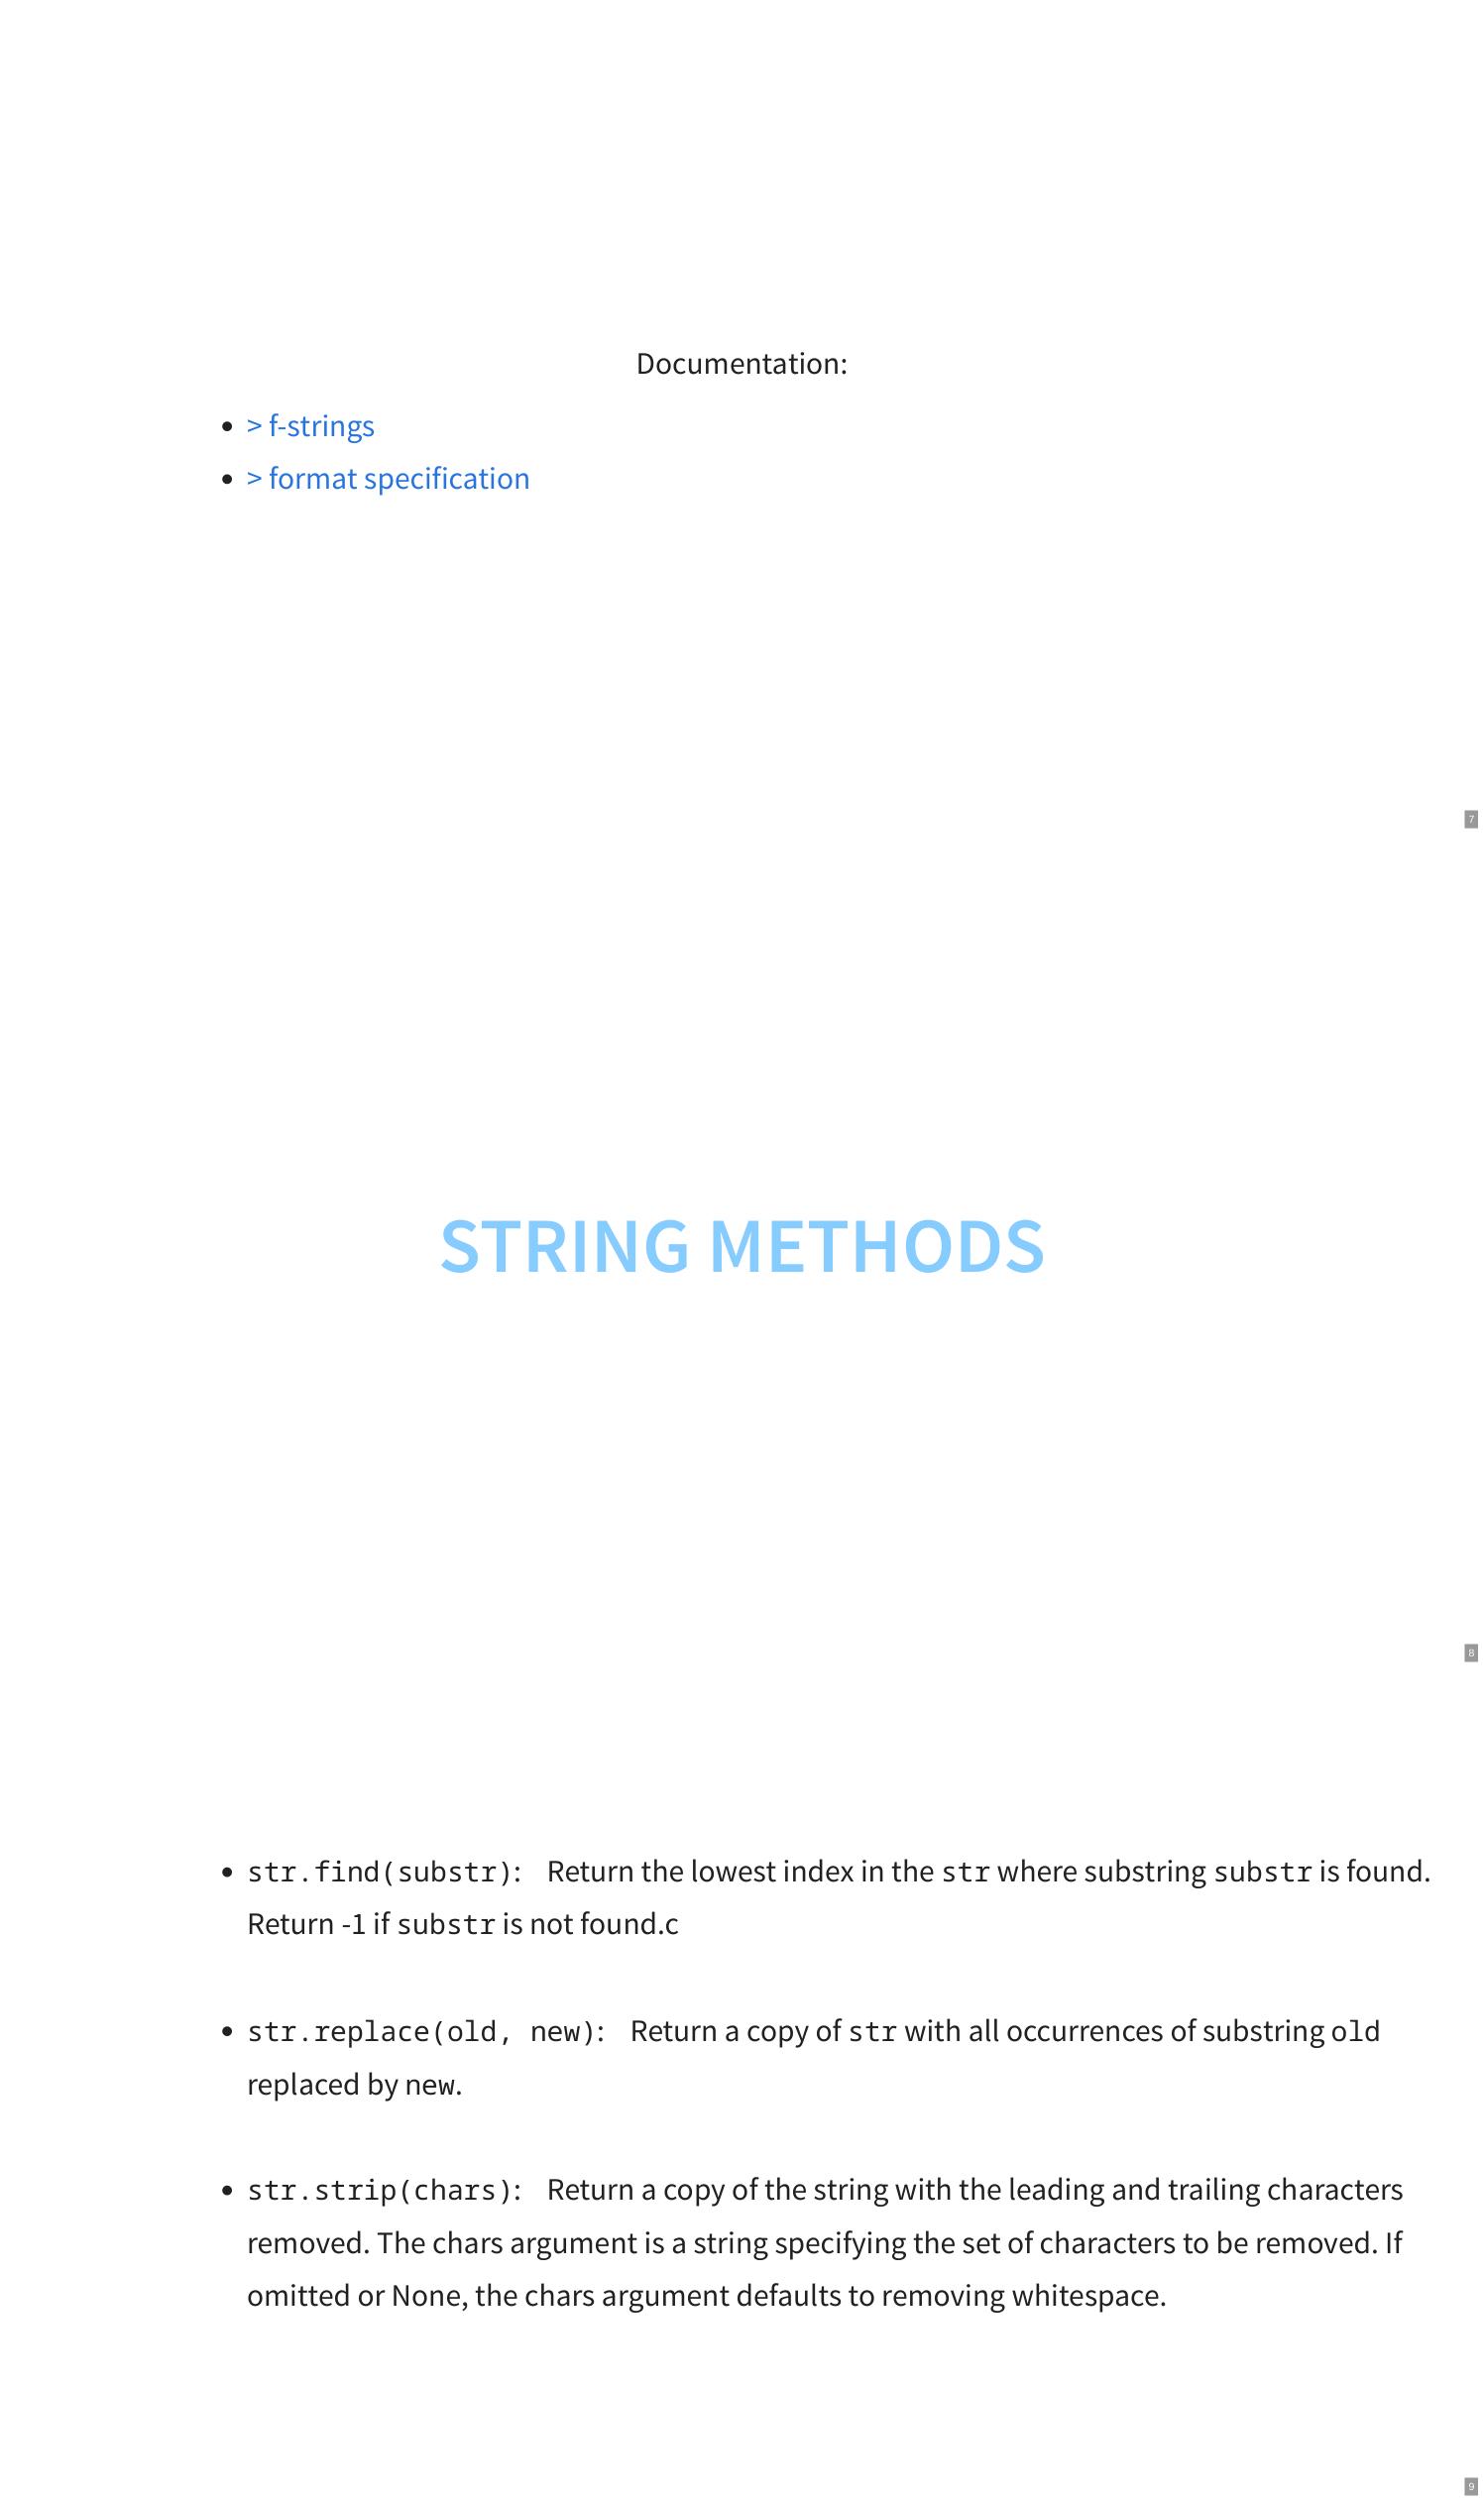 Documentation:
> f-strings
> format specification
7
STRING METHODS
8
str.find(substr): Return the lowest index in the str where substring substr is found.
Return -1 if substr is not found.c
str.replace(old, new): Return a copy of str with all occurrences of substring old
replaced by new.
str.strip(chars): Return a copy of the string with the leading and trailing characters
removed. The chars argument is a string specifying the set of characters to be removed. If
omitted or None, the chars argument defaults to removing whitespace.
9